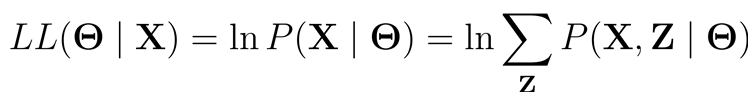 LL(𝚯 | 𝐗) = ln P(𝐗 | 𝚯) = ln ∑_𝐙 P(𝐗, 𝐙 | 𝚯)